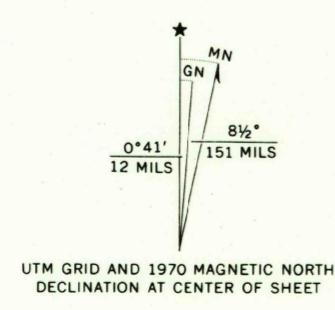 ★
MN
GN
0°41′
12 MILS
8½°
151 MILS
UTM GRID AND 1970 MAGNETIC NORTH
DECLINATION AT CENTER OF SHEET